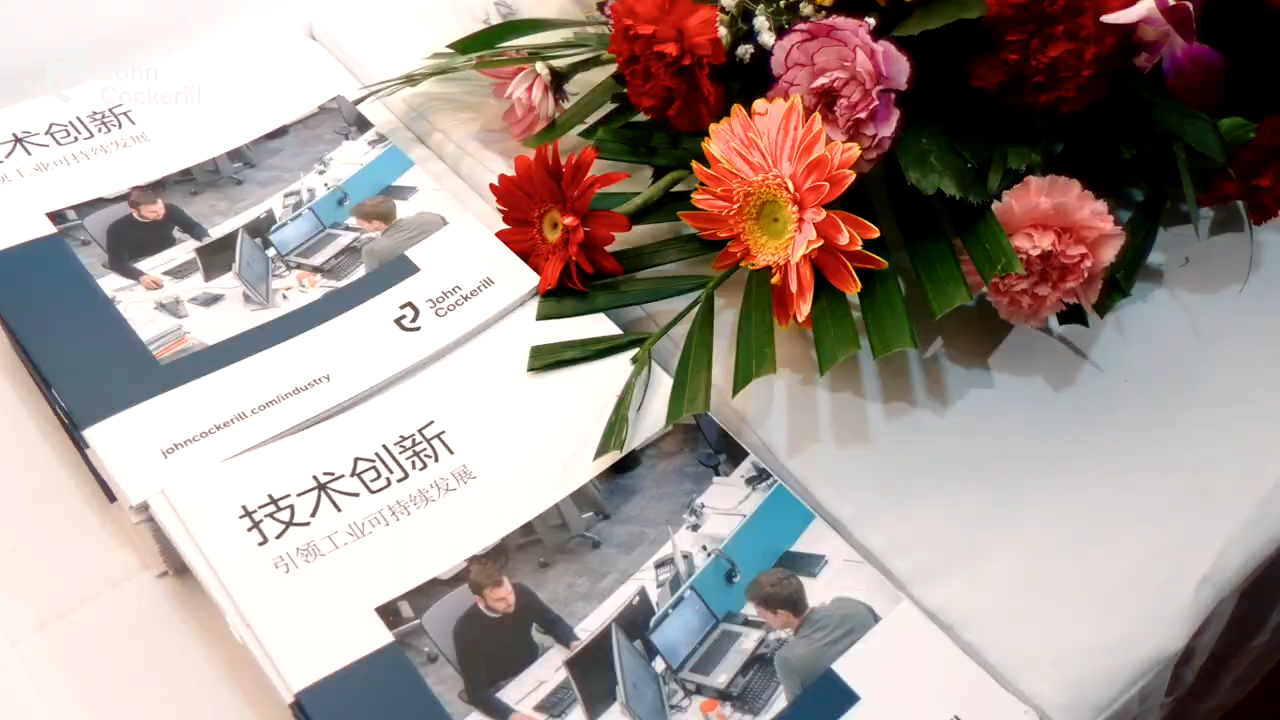 John
Cockerill
术创新
领工业可持续发展
John
Cockerill
johncockerill.com/industry
技术创新
引领工业可持续发展